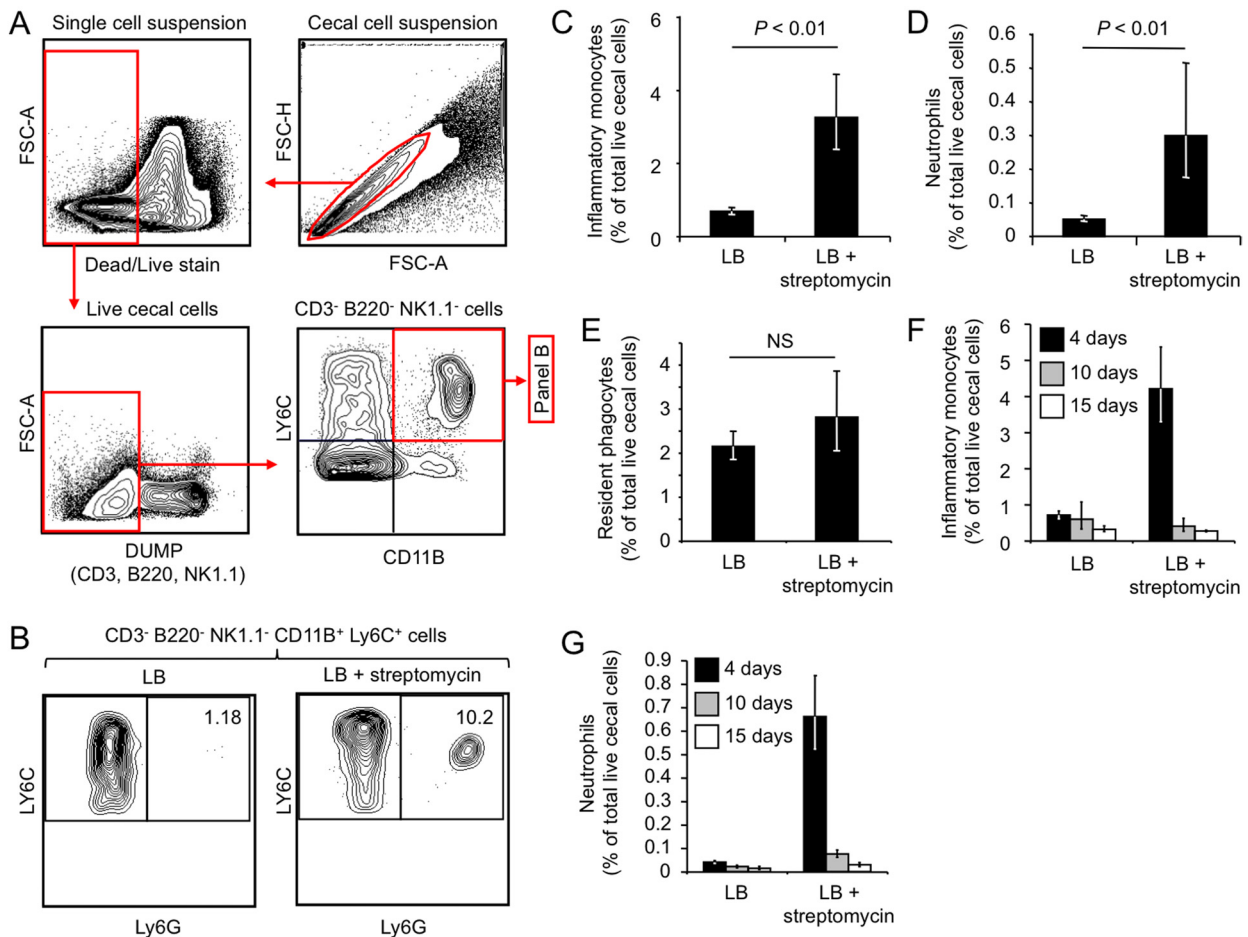 A
Single cell suspension
FSC-A
Dead/Live stain
Cecal cell suspension
FSC-H
FSC-A
Live cecal cells
FSC-A
DUMP
(CD3, B220, NK1.1)
CD3- B220- NK1.1- cells
LY6C
CD11B
Panel B
B
CD3- B220- NK1.1- CD11B+ Ly6C+ cells
LB
1.18
LY6C
Ly6G
LB + streptomycin
10.2
LY6C
Ly6G
C
Inflammatory monocytes
(% of total live cecal cells)
6
4
2
0
P < 0.01
LB
LB +
streptomycin
D
Neutrophils
(% of total live cecal cells)
0.6
0.5
0.4
0.3
0.2
0.1
0
P < 0.01
LB
LB +
streptomycin
E
Resident phagocytes
(% of total live cecal cells)
5
4
3
2
2
1
0
NS
LB
LB +
streptomycin
F
Inflammatory monocytes
(% of total live cecal cells)
6
5
4
3
2
1
0
4 days
10 days
15 days
LB
LB +
streptomycin
G
Neutrophils
(% of total live cecal cells)
0.9
0.8
0.7
0.6
0.5
0.4
0.3
0.2
0.1
0
4 days
10 days
15 days
LB
LB +
streptomycin